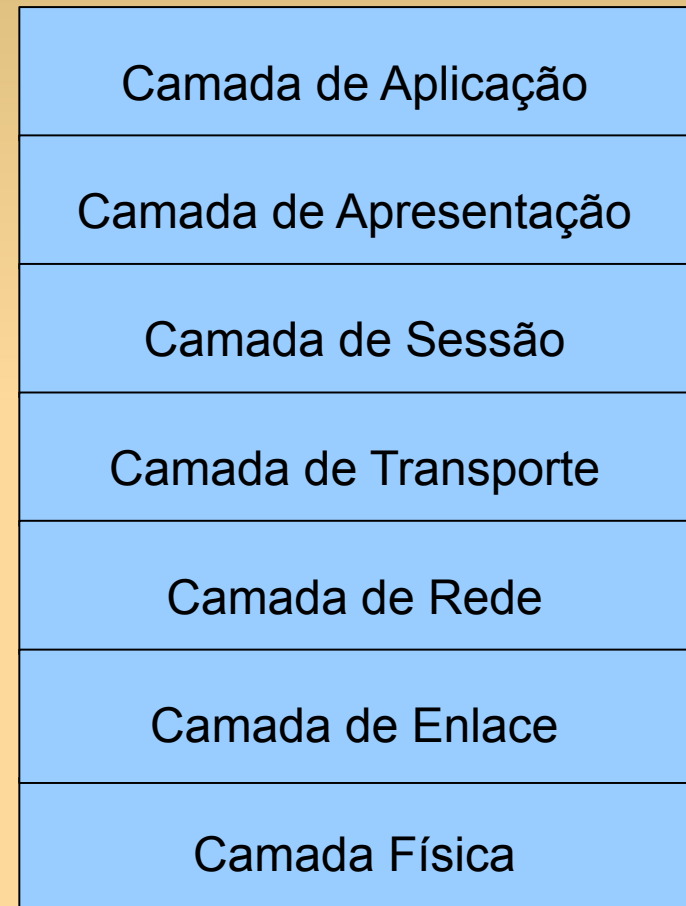 Camada de Aplicação
Camada de Apresentação
Camada de Sessão
Camada de Transporte
Camada de Rede
Camada de Enlace
Camada Física